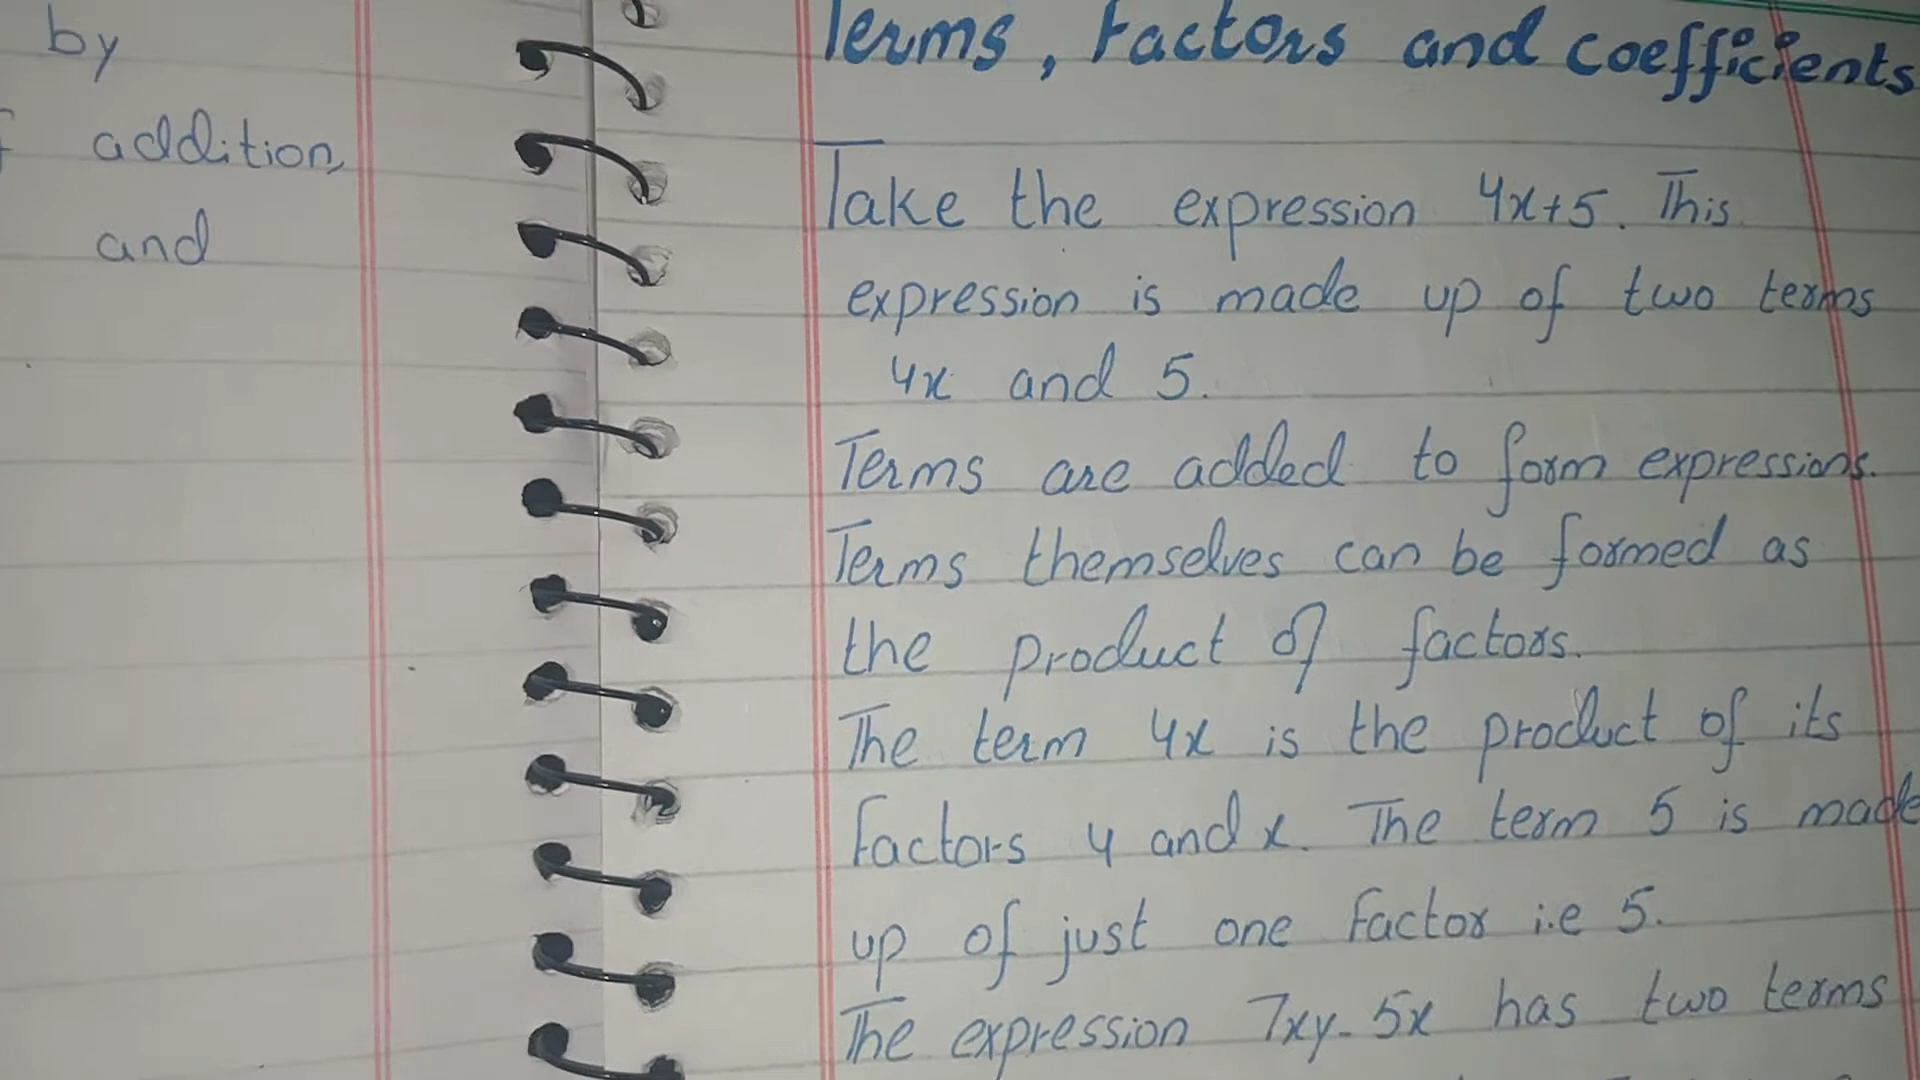 by
addition,
and
Terms, Factors and coefficients
Take the expression 4x+5. This
expression is made up of two terms
4x and 5.
Terms are added to form expressions.
Terms themselves can be formed as
the product of factors.
The term 4x is the product of its
Factors 4 and x. The term 5 is made
up of just one Factor i.e 5.
The expression 7xy-5x has two terms